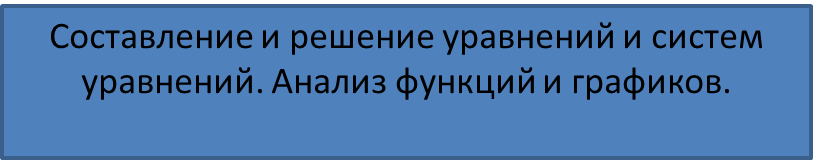 Составление и решение уравнений и систем
уравнений. Анализ функций и графиков.